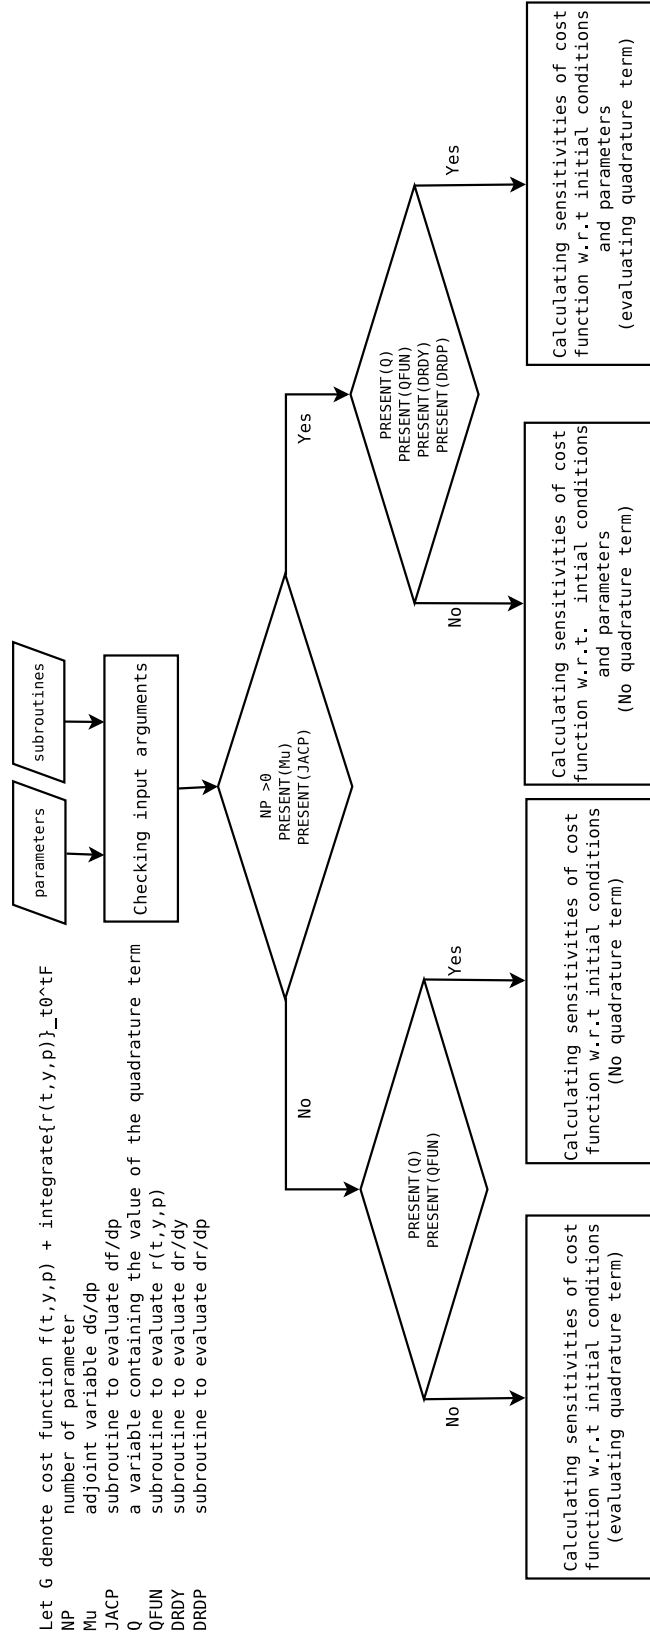 Let G denote cost function f(t,y,p) + integrate{r(t,y,p)}_t0^tF
NP number of parameter
Mu adjoint variable dG/dp
JACP subroutine to evaluate df/dp
Q a variable containing the value of the quadrature term
QFUN subroutine to evaluate r(t,y,p)
DRDY subroutine to evaluate dr/dy
DRDP subroutine to evaluate dr/dp
parameters
subroutines
Checking input arguments
NP >0
PRESENT(Mu)
PRESENT(JACP)
No
Yes
PRESENT(Q)
PRESENT(QFUN)
PRESENT(Q)
PRESENT(QFUN)
PRESENT(DRDY)
PRESENT(DRDP)
No
Yes
No
Yes
Calculating sensitivities of cost
function w.r.t initial conditions
(evaluating quadrature term)
Calculating sensitivities of cost
function w.r.t initial conditions
(No quadrature term)
Calculating sensitivities of cost
function w.r.t. intial conditions
and parameters
(No quadrature term)
Calculating sensitivities of cost
function w.r.t initial conditions
and parameters
(evaluating quadrature term)